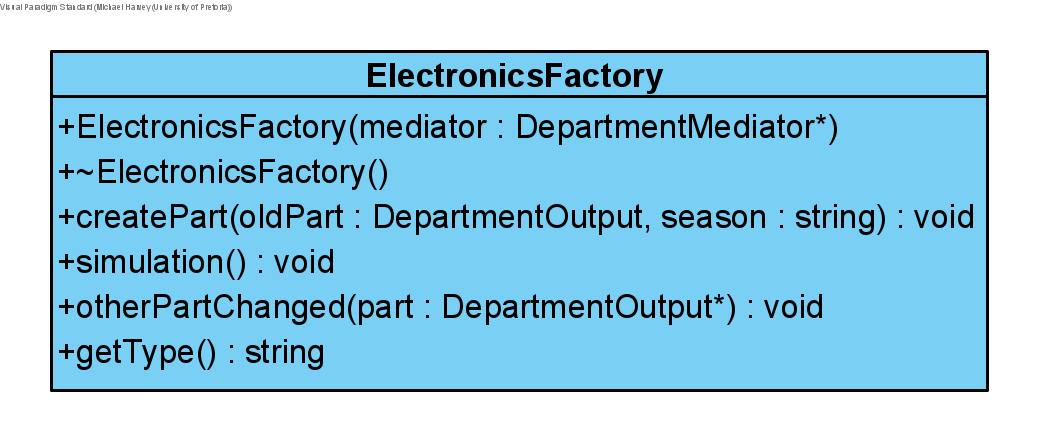 Visual Paradigm Standard (Michael Harvey (University of Pretoria))
ElectronicsFactory
+ElectronicsFactory(mediator : DepartmentMediator*)
+~ElectronicsFactory()
+createPart(oldPart : DepartmentOutput, season : string) : void
+simulation() : void
+otherPartChanged(part : DepartmentOutput*) : void
+getType() : string